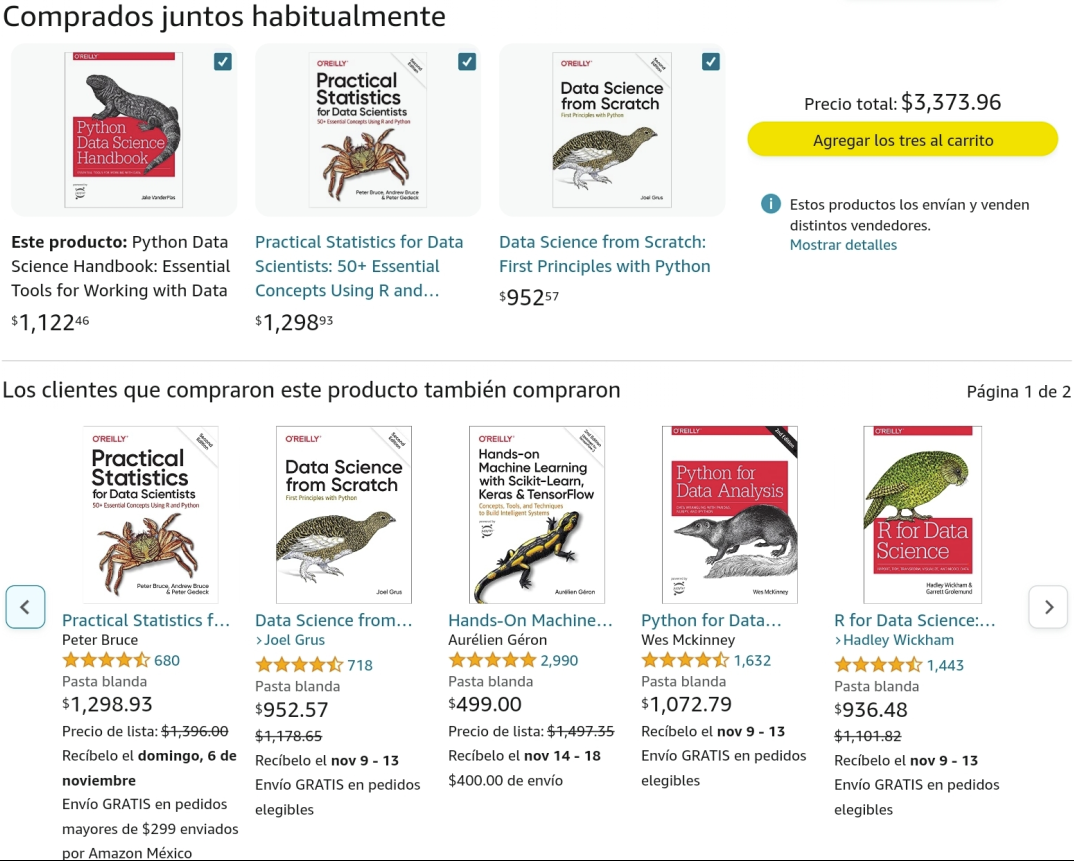 Comprados juntos habitualmente
O'REILLY
Python
Data Science
Handbook
Jake VanderPlas
O'REILLY
Second
Edition
Practical
Statistics
for Data Scientists
50+ Essential Concepts Using R and Python
Peter Bruce, Andrew Bruce
& Peter Gedeck
O'REILLY
Second
Edition
Data Science
from Scratch
First Principles with Python
Joel Grus
Precio total: $3,373.96
Agregar los tres al carrito
Estos productos los envían y venden
distintos vendedores.
Mostrar detalles
Este producto: Python Data
Science Handbook: Essential
Tools for Working with Data
$1,122 46
Practical Statistics for Data
Scientists: 50+ Essential
Concepts Using R and…
$1,298 93
Data Science from Scratch:
First Principles with Python
$952 57
Los clientes que compraron este producto también compraron
Página 1 de 2
O'REILLY
Second
Edition
Practical
Statistics
for Data Scientists
50+ Essential Concepts Using R and Python
Peter Bruce, Andrew Bruce
& Peter Gedeck
O'REILLY
Second
Edition
Data Science
from Scratch
First Principles with Python
Joel Grus
O'REILLY
Hands-on
Machine Learning
with Scikit-Learn,
Keras & TensorFlow
Concepts, Tools, and Techniques
to Build Intelligent Systems
Aurélien Géron
O'REILLY
2nd Edition
Python for
Data Analysis
Wes McKinney
O'REILLY
R for Data
Science
Hadley Wickham &
Garrett Grolemund
Practical Statistics f…
Peter Bruce
680
Pasta blanda
$1,298.93
Precio de lista: $1,396.00
Recíbelo el domingo, 6 de
noviembre
Envío GRATIS en pedidos
mayores de $299 enviados
por Amazon México
Data Science from…
›Joel Grus
718
Pasta blanda
$952.57
$1,178.65
Recíbelo el nov 9 - 13
Envío GRATIS en pedidos
elegibles
Hands-On Machine…
Aurélien Géron
2,990
Pasta blanda
$499.00
Precio de lista: $1,497.35
Recíbelo el nov 14 - 18
$400.00 de envío
Python for Data…
Wes Mckinney
1,632
Pasta blanda
$1,072.79
Recíbelo el nov 9 - 13
Envío GRATIS en pedidos
elegibles
R for Data Science:…
›Hadley Wickham
1,443
Pasta blanda
$936.48
$1,101.82
Recíbelo el nov 9 - 13
Envío GRATIS en pedidos
elegibles